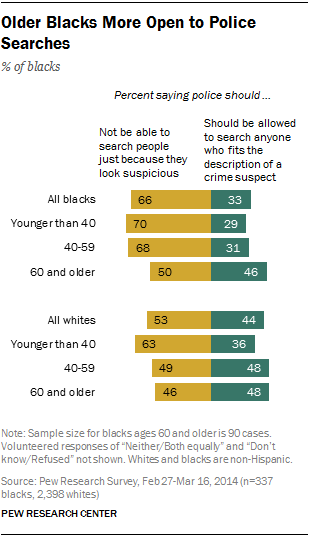 Older Blacks More Open to Police
Searches
% of blacks
Percent saying police should ...
Not be able to
search people
just because they
look suspicious
Should be allowed
to search anyone
who fits the
description of a
crime suspect
All blacks 66 33
Younger than 40 70 29
40-59 68 31
60 and older 50 46
All whites 53 44
Younger than 40 63 36
40-59 49 48
60 and older 46 48
Note: Sample size for blacks ages 60 and older is 90 cases.
Volunteered responses of “Neither/Both equally” and “Don’t
know/Refused” not shown. Whites and blacks are non-Hispanic.
Source: Pew Research Survey, Feb 27-Mar 16, 2014 (n=337
blacks, 2,398 whites)
PEW RESEARCH CENTER